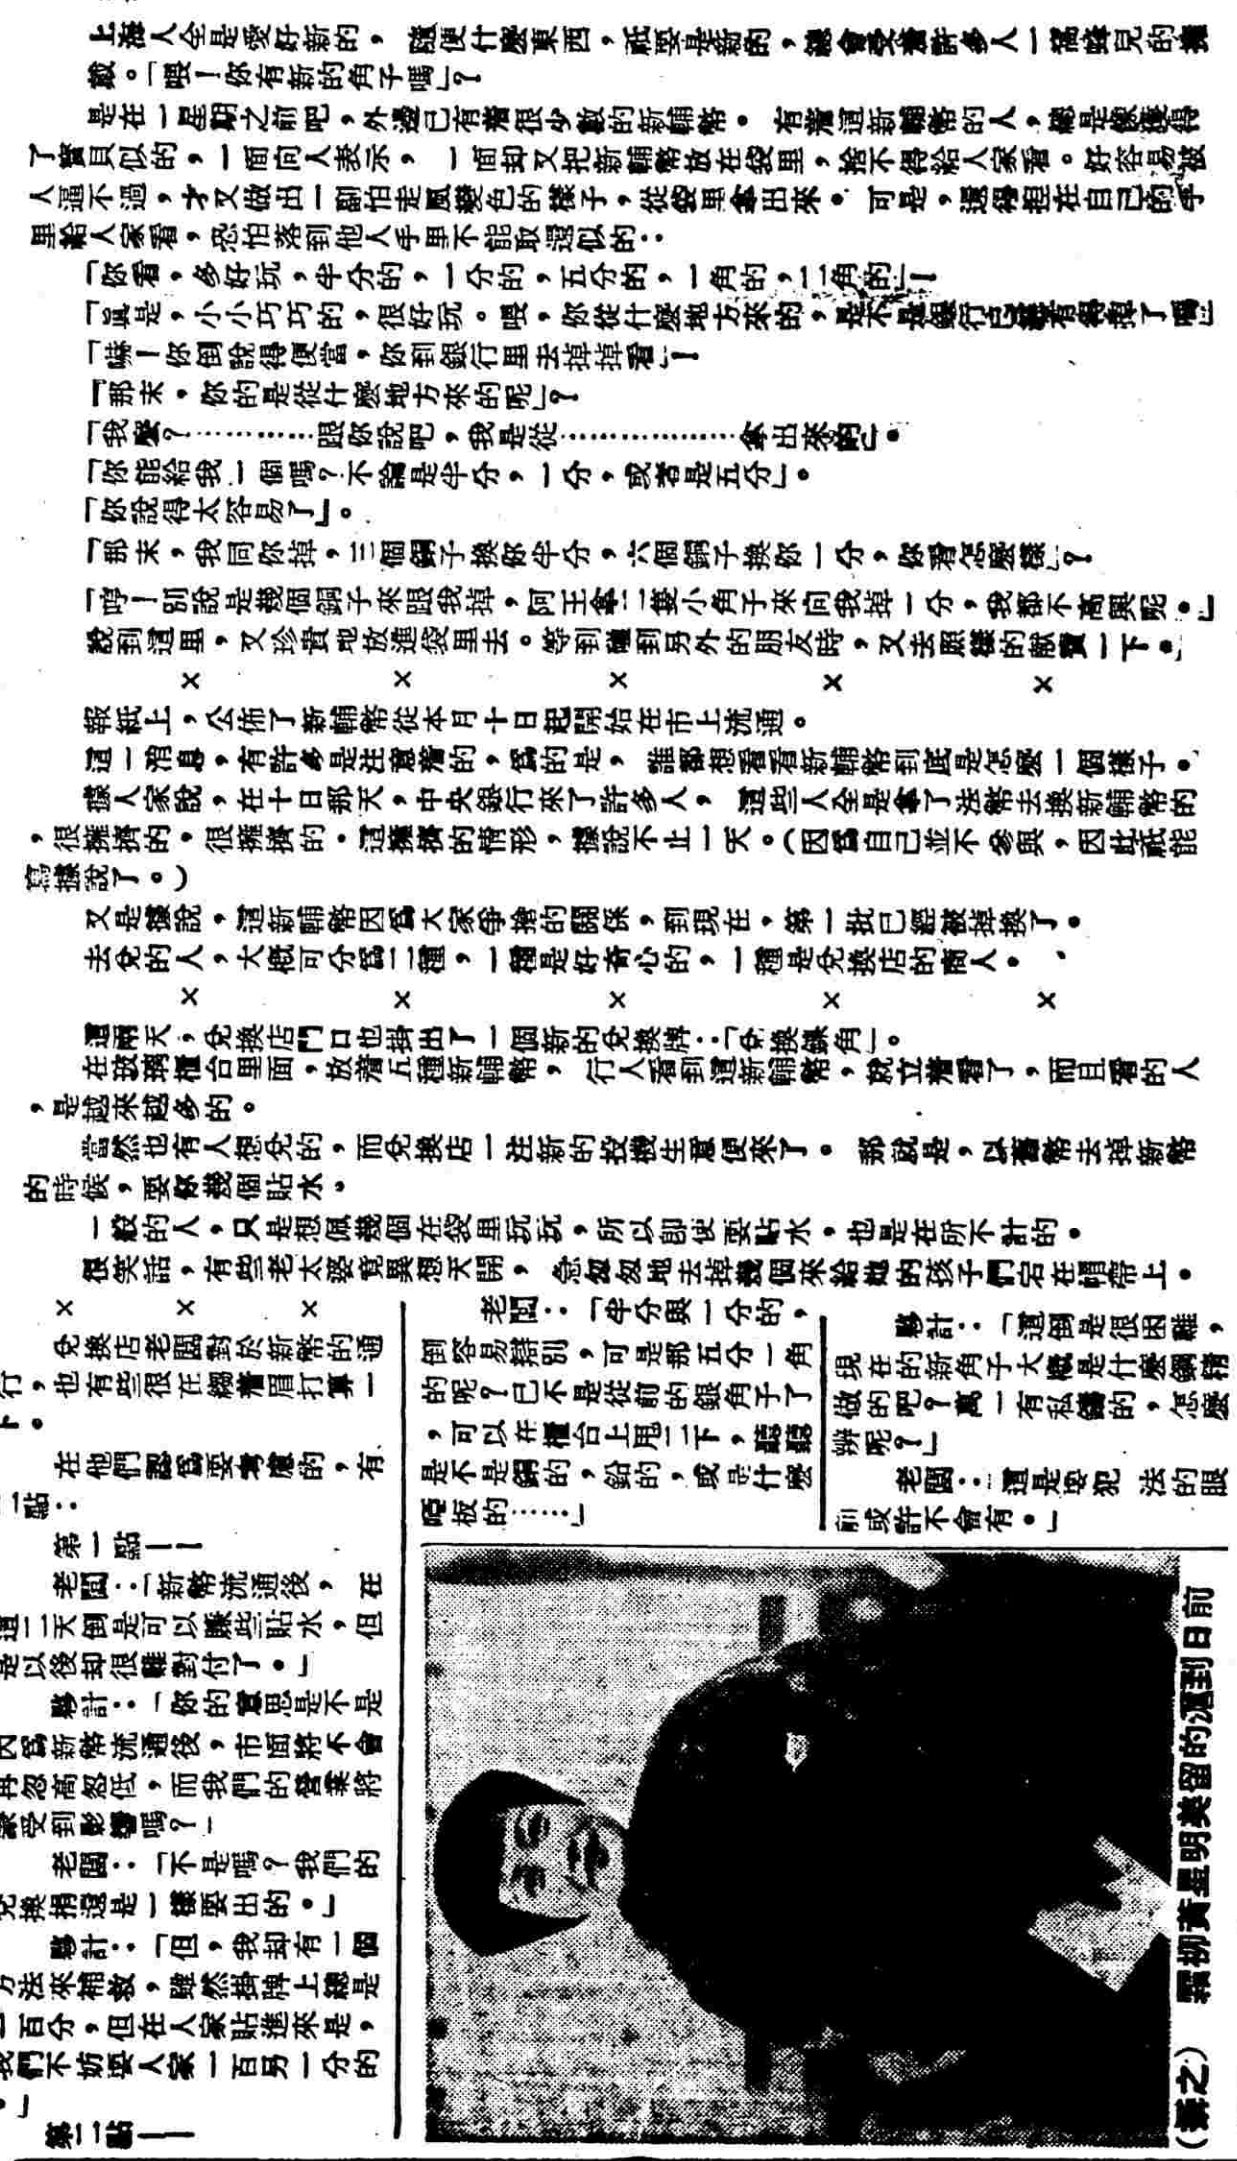 上海人全是愛好新的，隨便什麼東西，祇要是新的，總會受着許多人一窩蜂兒的擁
戴。「喂！你有新的角子嗎」？
是在一星期之前吧，外邊已有着很少數的新輔幣。有着這新輔幣的人，總是像獲得
了寶貝似的，一面向人表示，一面却又把新輔幣放在袋里，捨不得給人家看。好容易被
人逼不過，才又做出一副怕走風變色的樣子，從袋里拿出來。可是，還得担在自己的手
里給人家看，恐怕落到他人手里不能取還似的：
「你看，多好玩，半分的，一分的，五分的，一角的，二角的」！
「眞是，小小巧巧的，很好玩。喂，你從什麼地方來的，是不是銀行已經有得掉了嗎」
「嚇！你倒說得便當，你到銀行里去掉掉看」！
「那末，你的是從什麼地方來的呢」？
「我麼？…………跟你說吧，我是從………………拿出來的」。
「你能給我一個嗎？不論是半分，一分，或者是五分」。
「你說得太容易了」。
「那末，我同你掉，三個銅子換你半分，六個銅子換你一分，你看怎麼樣」？
「哼！別說是幾個銅子來跟我掉，阿王拿二隻小角子來向我掉一分，我都不高興呢。」
說到這里，又珍貴地放進袋里去。等到碰到另外的朋友時，又去照樣的献寶一下。
×　×　×　×　×
報紙上，公佈了新輔幣從本月十日起開始在市上流通。
這一消息，有許多是注意着的，爲的是，誰都想看看新輔幣到底是怎麼一個樣子。
據人家說，在十日那天，中央銀行來了許多人，這些人全是拿了法幣去換新輔幣的
，很擁擠的，很擁擠的。這擁擠的情形，據說不止一天。（因爲自己並不參與，因此祇能
寫據說了。）
又是據說，這新輔幣因爲大家爭搶的關係，到現在，第一批已經被掉換了。
去兌的人，大槪可分爲二種，一種是好奇心的，一種是兌換店的商人。
×　×　×　×　×
這兩天，兌換店門口也掛出了一個新的兌換牌：「兌換鎳角」。
在玻璃櫃台里面，放着五種新輔幣，行人看到這新輔幣，就立着看了，而且看的人
，是越來越多的。
當然也有人想兌的，而兌換店一注新的投機生意便來了。那就是，以舊幣去掉新幣
的時候，要你幾個貼水。
一般的人，只是想佩幾個在袋里玩玩，所以即使要貼水，也是在所不計的。
很笑話，有些老太婆竟異想天開，急匆匆地去掉幾個來給她的孩子們宕在帽帶上。
×　×　×
兌換店老闆對於新幣的通
行，也有些很在縐着眉打算一
下。
在他們認爲要考慮的，有
二點：
第一點——
老闆：「新幣流通後，在
這二天倒是可以賺些貼水，但
是以後却很難對付了。」
夥計：「你的意思是不是
因爲新幣流通後，市面將不會
再忽高忽低，而我們的營業將
蒙受到影響嗎？」
老闆：「不是嗎？我們的
兌換捐還是一樣要出的。」
夥計：「但，我却有一個
方法來補救，雖然掛牌上總是
一百分，但在人家貼進來是，
我們不妨要人家一百另一分的
。」
第二點——
老闆：「半分與一分的，
倒容易辯別，可是那五分一角
的呢？已不是從前的銀角子了
，可以在櫃台上甩二下，聽聽
是不是銅的，鉛的，或是什麼
啞板的……」
夥計：「這倒是很困難，
現在的新角子大槪是什麼鋼精
做的吧？萬一有私鑄的，怎麼
辨呢？」
老闆：這是要犯法的眼
前或許不會有。」
前日到滬的留美明星黃柳霜
（義之）